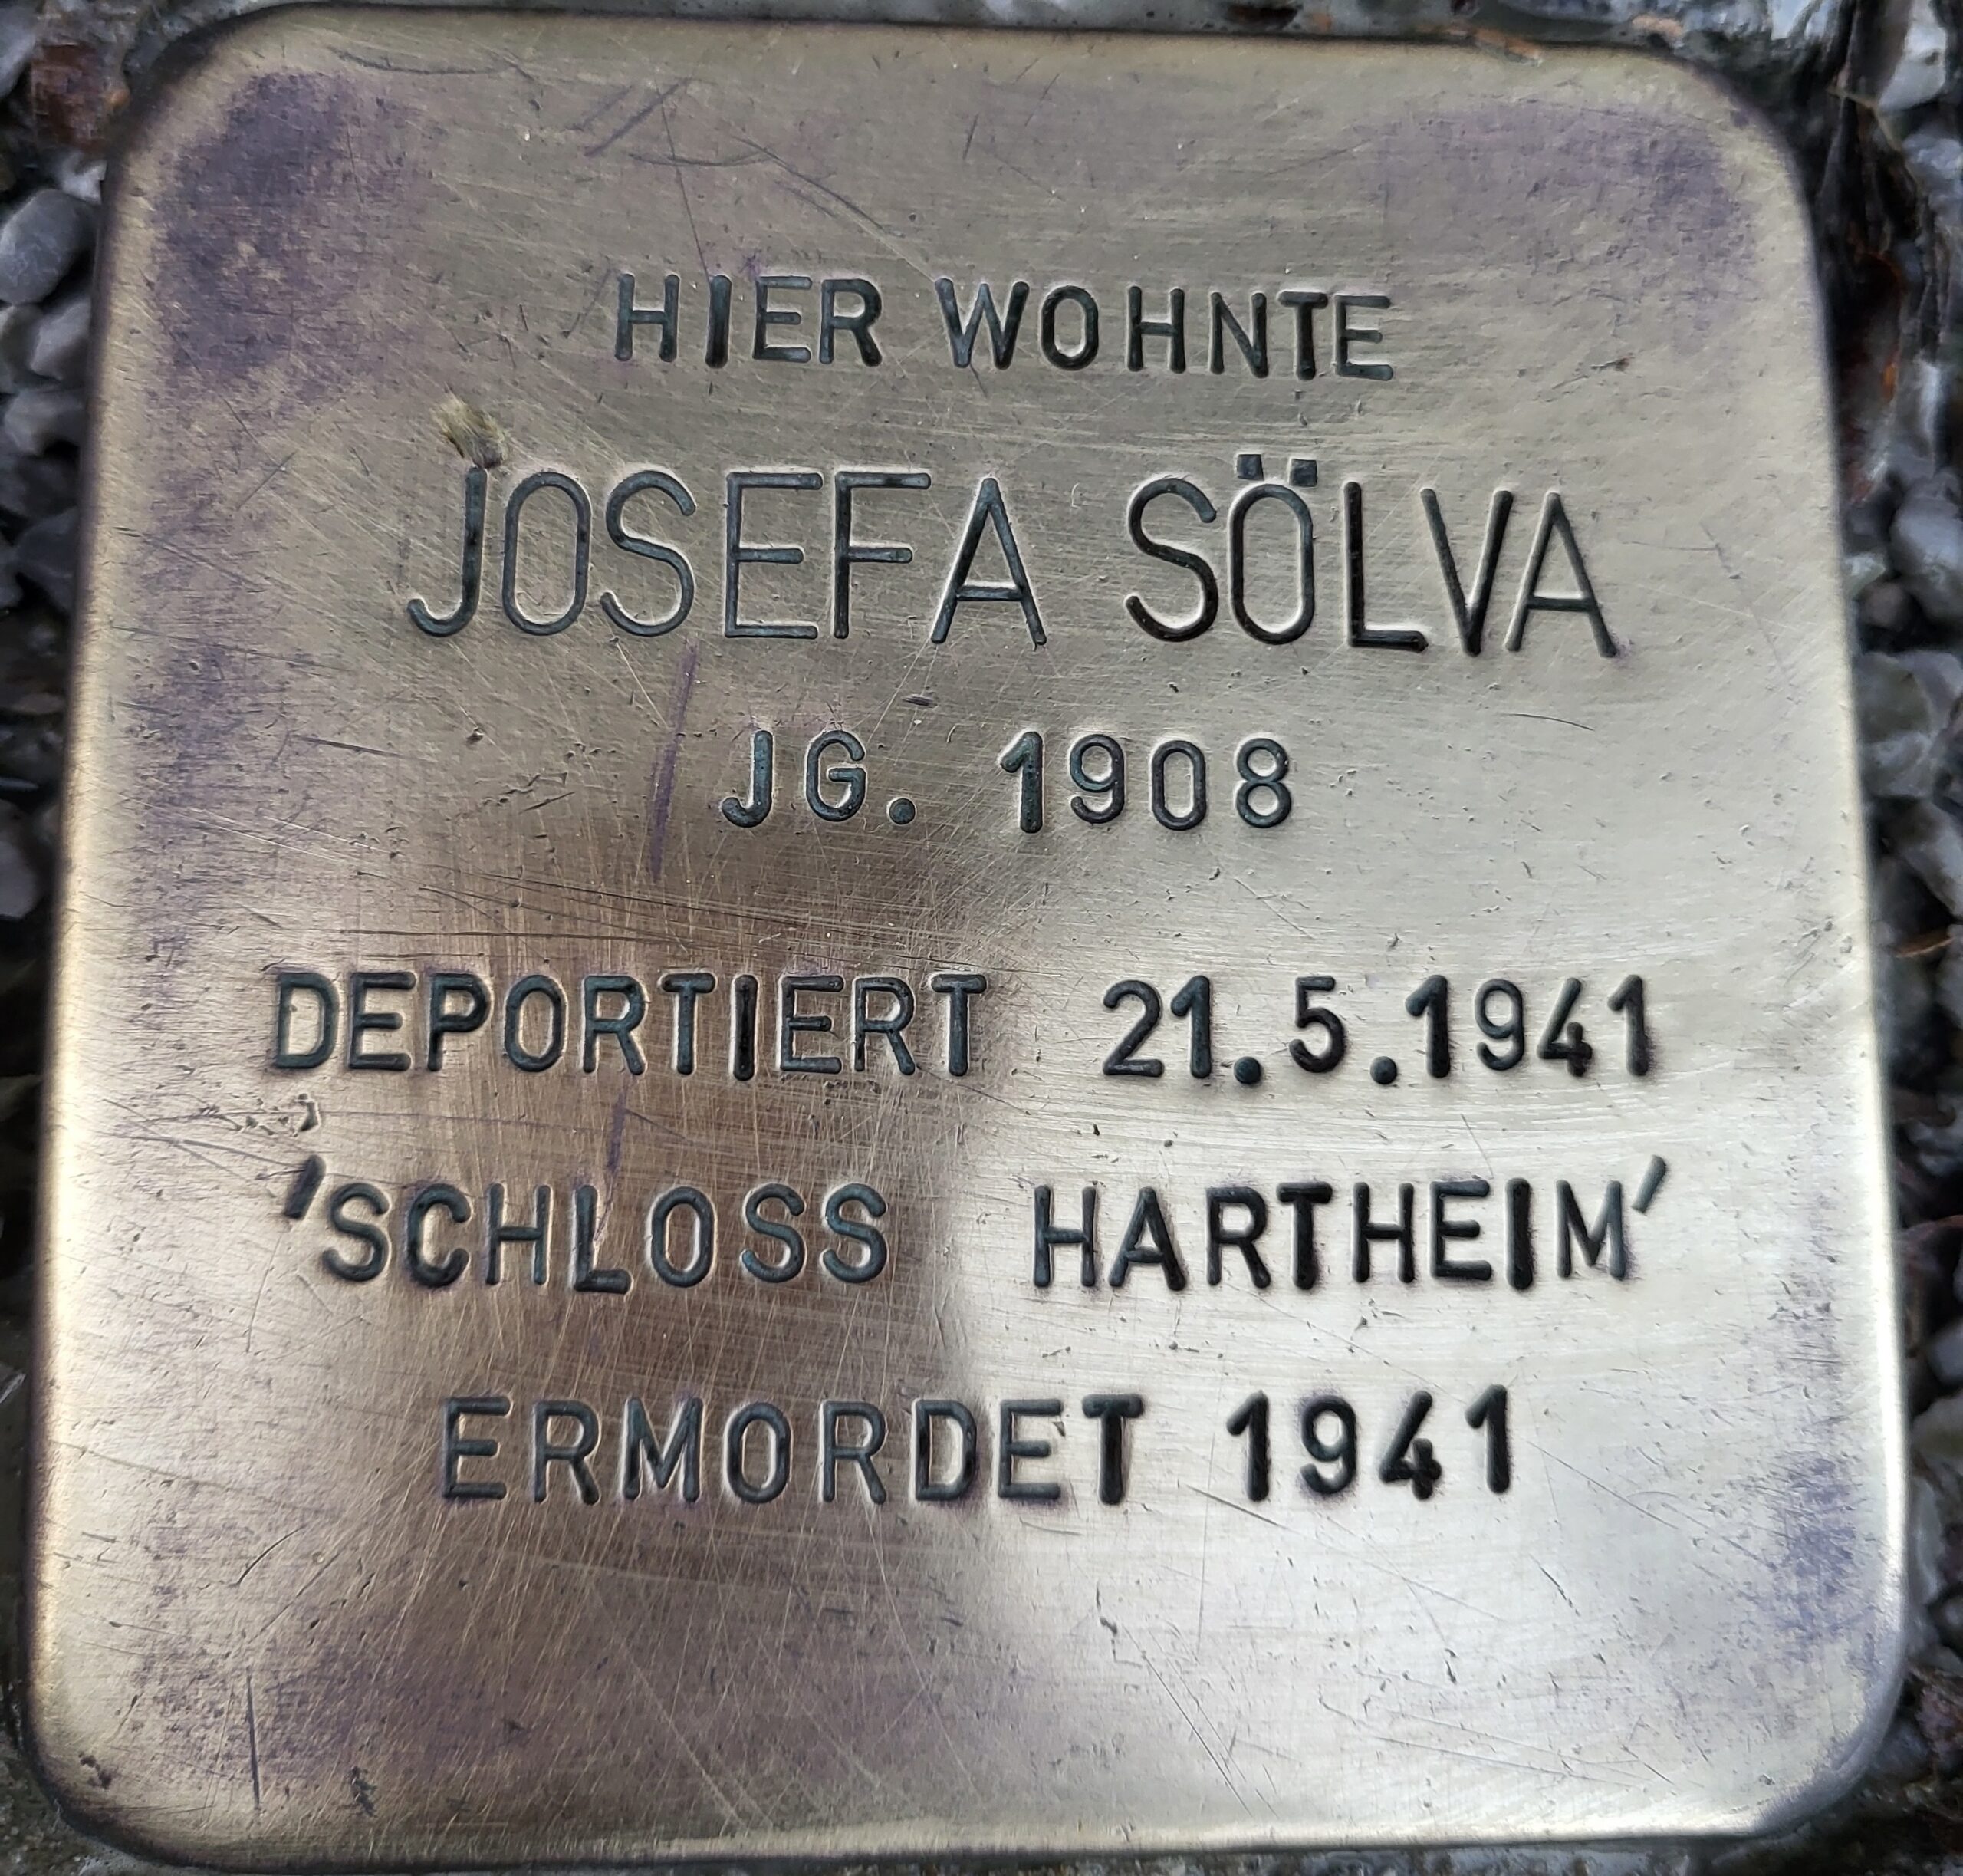 HIER WOHNTE
JOSEFA SÖLVA
JG. 1908
DEPORTIERT 21.5.1941
'SCHLOSS HARTHEIM'
ERMORDET 1941